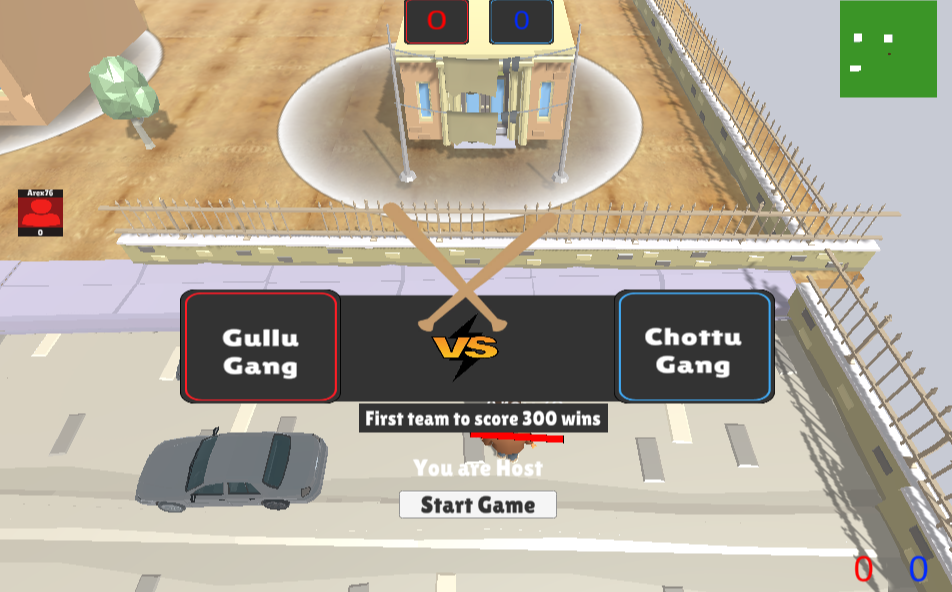 0 0
Arex76
0
Gullu
Gang
VS
Chottu
Gang
First team to score 300 wins
You are Host
Start Game
0 0